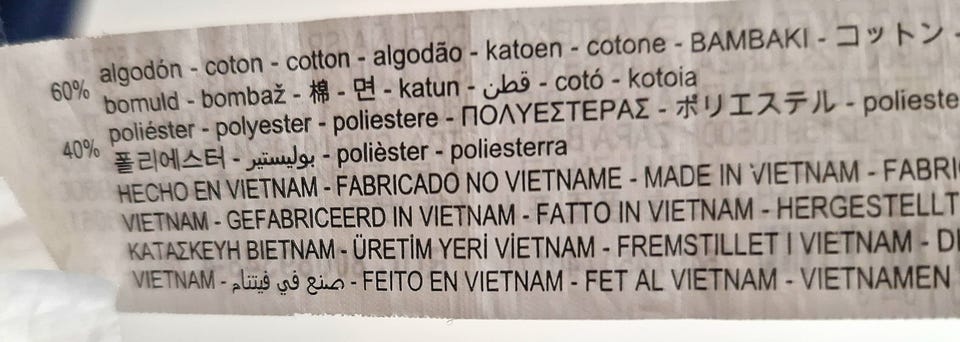 60% algodón - coton - cotton - algodão - katoen - cotone - BAMBAKI - コットン -
bomuld - bombaž - 棉 - 면 - katun - قطن - cotó - kotoia
40% poliéster - polyester - poliestere - ΠΟΛΥΕΣΤΕΡΑΣ - ポリエステル -ylieste
폴리에스터 - بوليستير - polièster - poliesterra
HECHO EN VIETNAM - FABRICADO NO VIETNAME - MADE IN VIETNAM - FABRI
VIETNAM - GEFABRICEERD IN VIETNAM - FATTO IN VIETNAM - HERGESTELLT
ΚΑΤΑΣΚΕΥΗ ΒΙΕΤΝΑΜ - ÜRETİM YERİ VİETNAM - FREMSTILLET I VIETNAM - DI
VIETNAM - صنع في فيتنام - FEITO EN VIETNAM - FET AL VIETNAM - VIETNAMEN